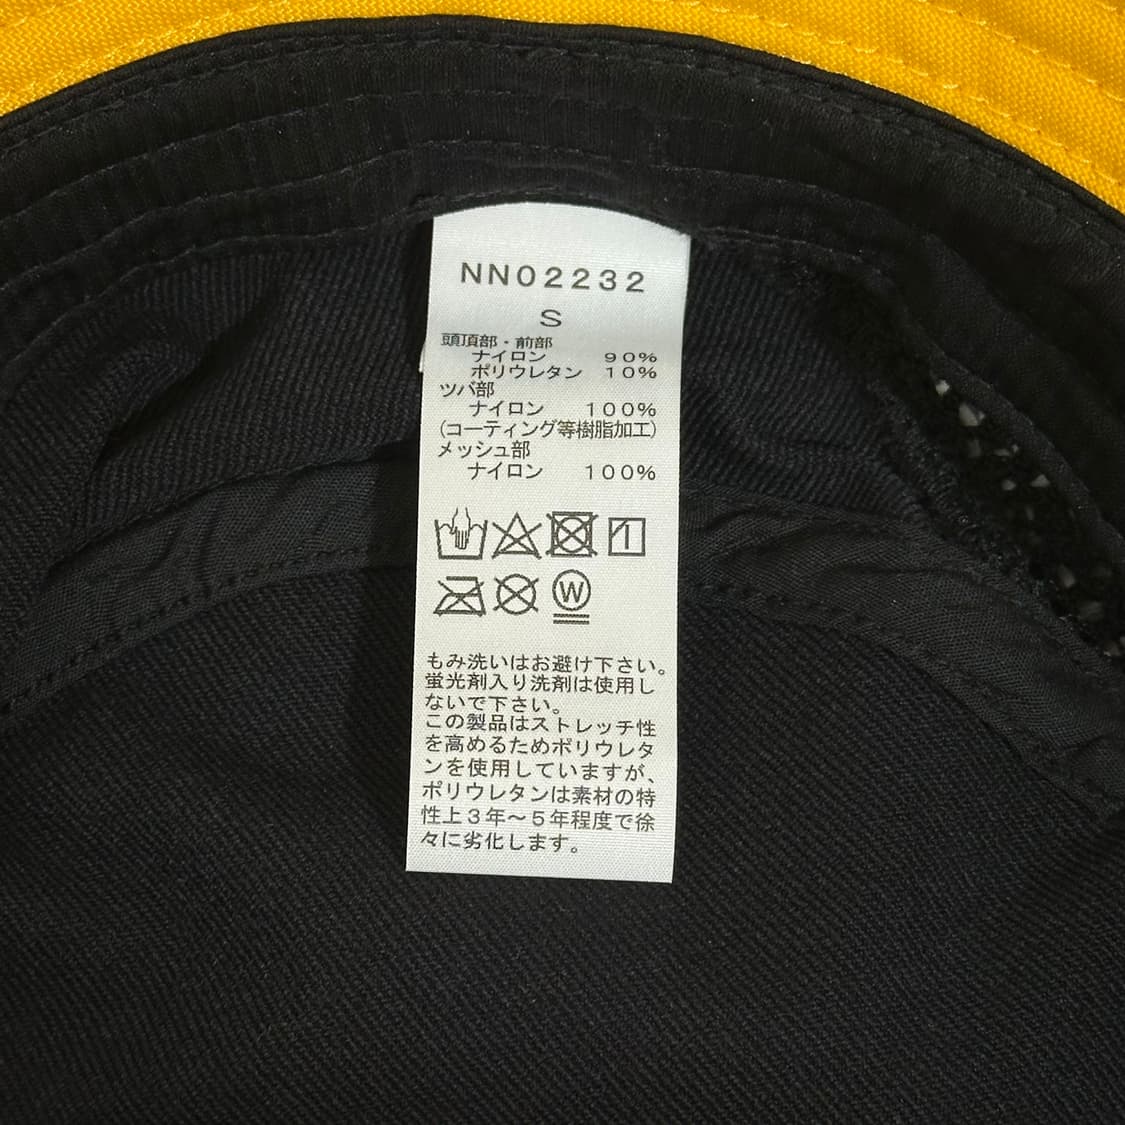 NN02232
S
頭頂部・前部
ナイロン 90%
ポリウレタン 10%
ツバ部
ナイロン 100%
(コーティング等樹脂加工)
メッシュ部
ナイロン 100%
1
W
もみ洗いはお避け下さい。
蛍光剤入り洗剤は使用し
ないで下さい。
この製品はストレッチ性
を高めるためポリウレタ
ンを使用していますが、
ポリウレタンは素材の特
性上3年〜5年程度で徐
々に劣化します。